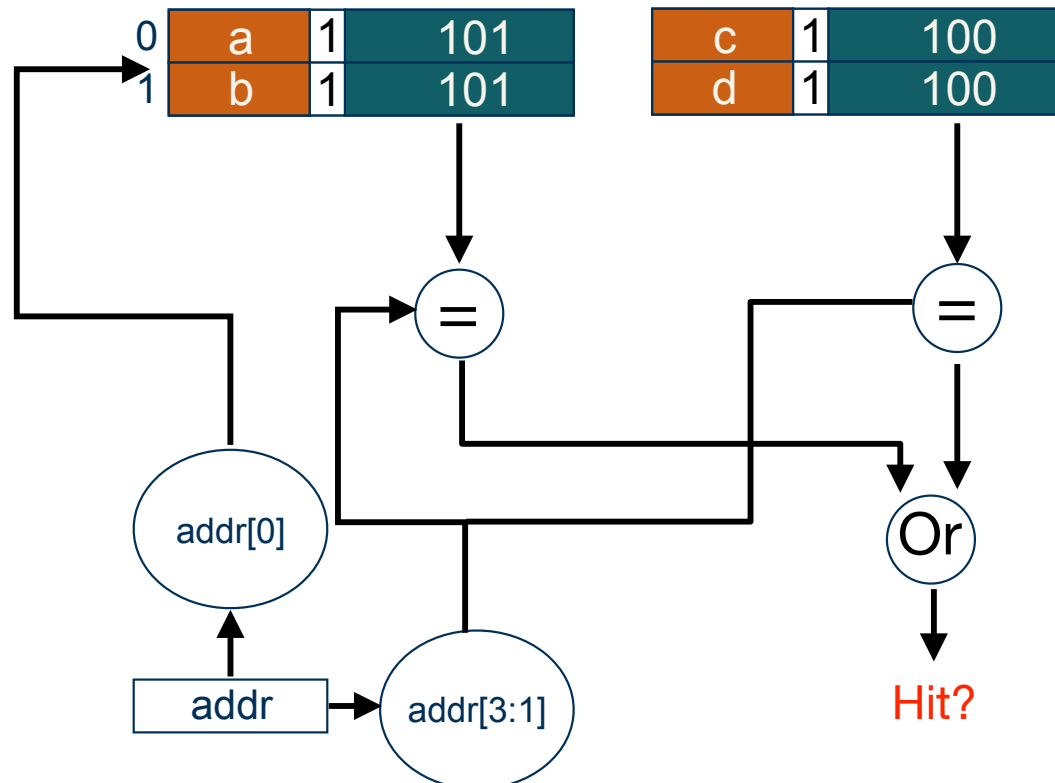 0 a 1 101 c 1 100
1 b 1 101 d 1 100
= =
addr[0] Or
addr addr[3:1] Hit?